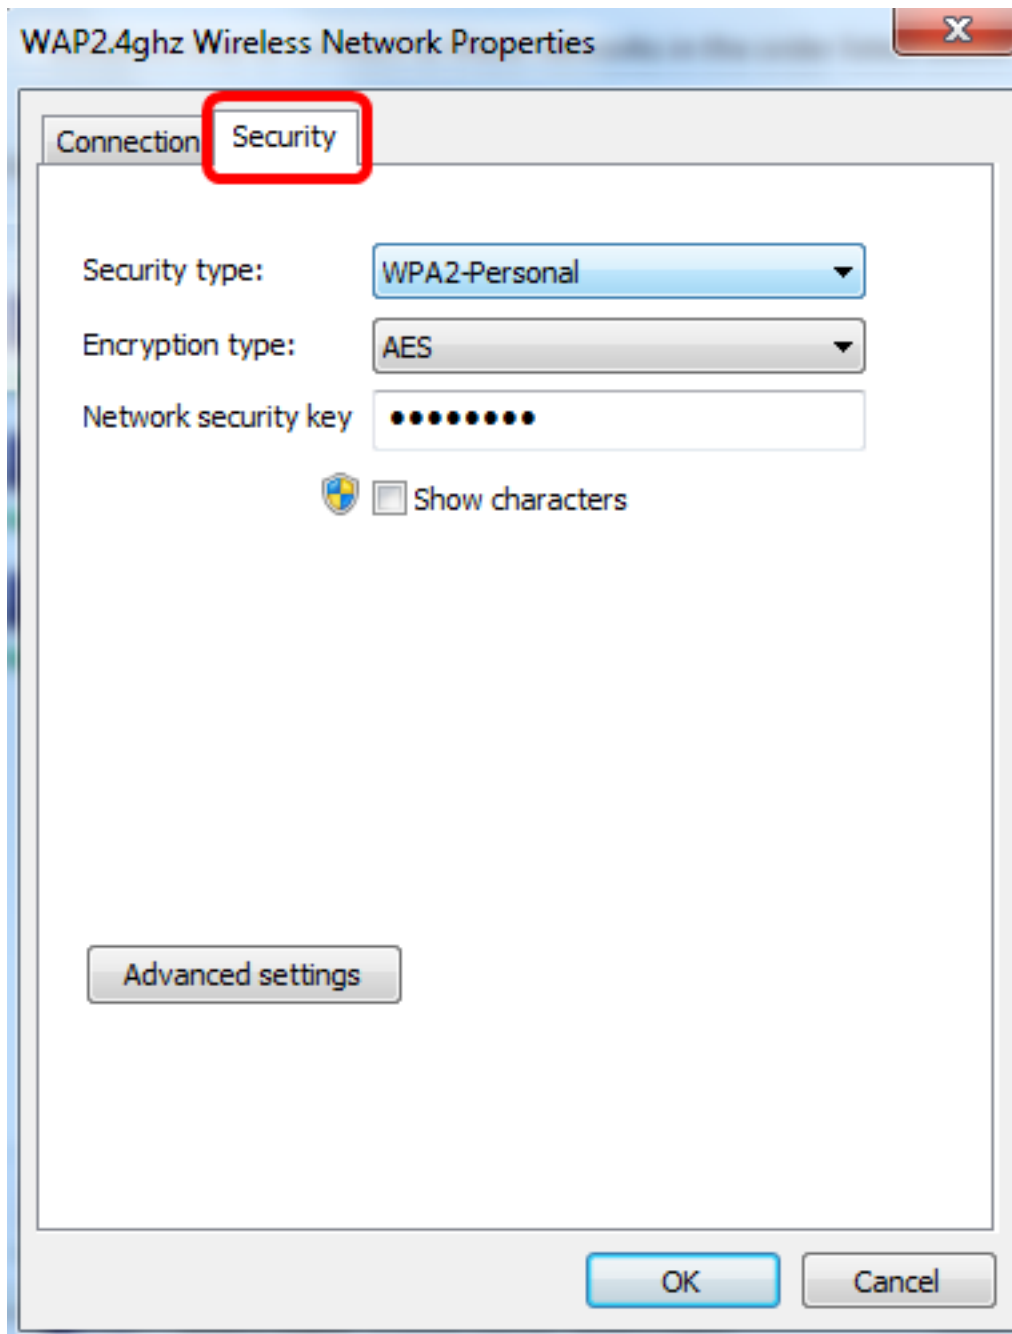 WAP2.4ghz Wireless Network Properties
Connection
Security
Security type:
WPA2-Personal
Encryption type:
AES
Network security key
●●●●●●●●
Show characters
Advanced settings
OK
Cancel